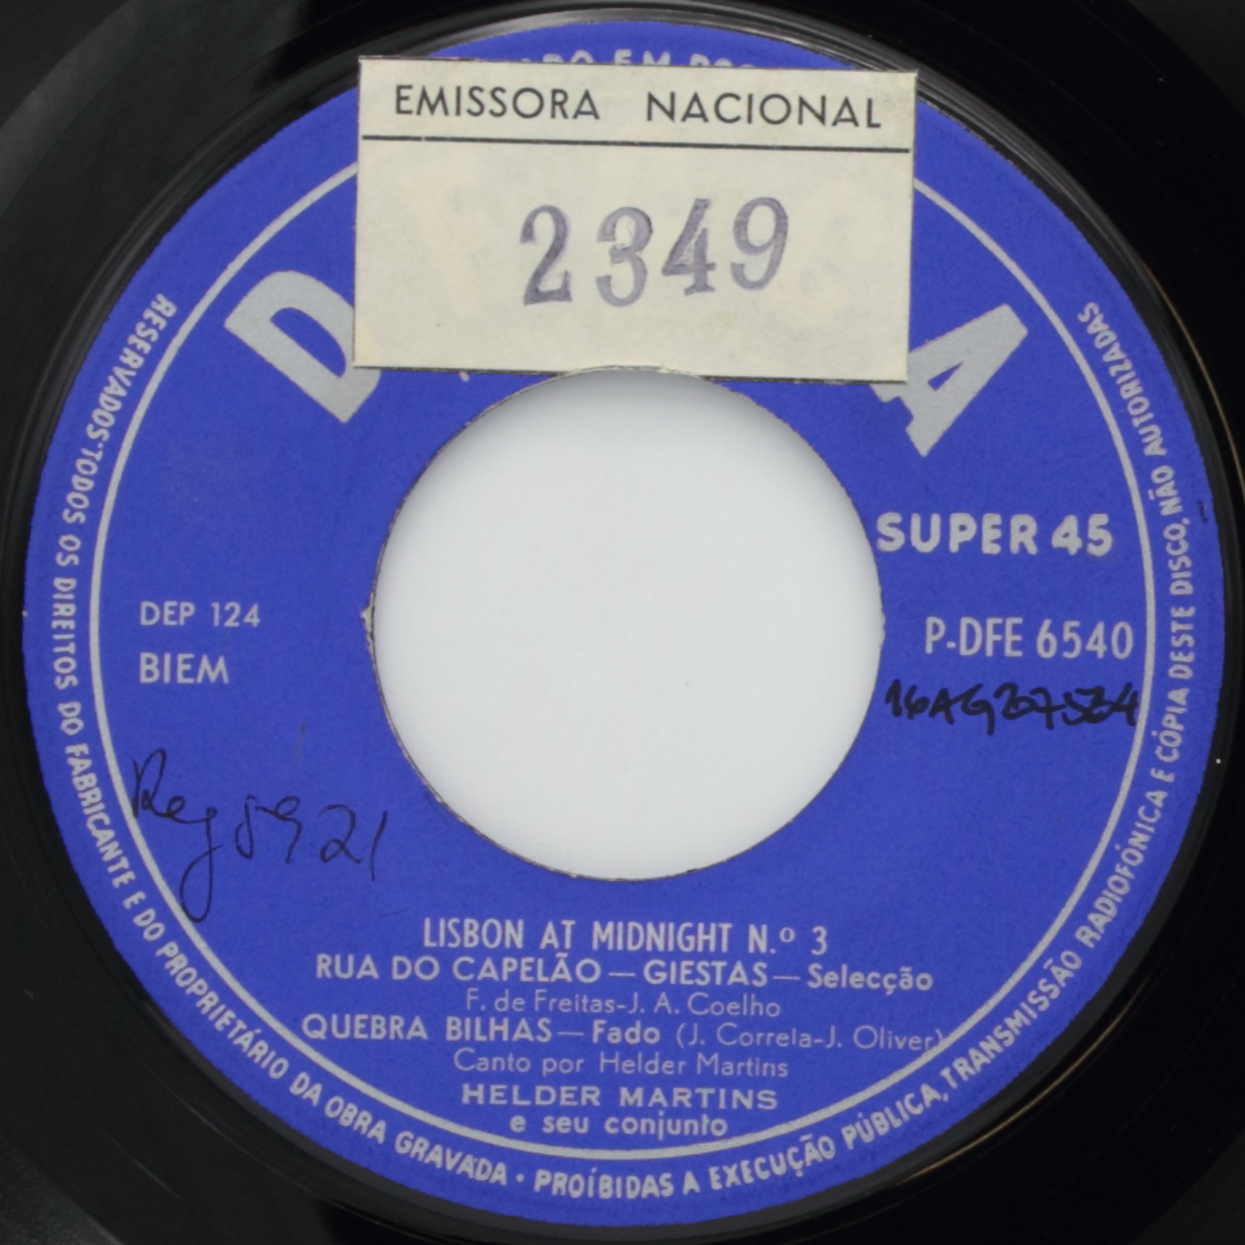 EMISSORA NACIONAL
2349
D A
SUPER 45
DEP 124
BIEM
P-DFE 6540
Reg 5921
LISBON AT MIDNIGHT N.º 3
RUA DO CAPELÃO — GIESTAS — Selecção
F. de Freitas-J. A. Coelho
QUEBRA BILHAS — Fado (J. Correia-J. Oliver)
Canto por Helder Martins
HELDER MARTINS
e seu conjunto
RESERVADOS-TODOS OS DIREITOS DO FABRICANTE E DO PROPRIETÁRIO DA OBRA GRAVADA · PROÍBIDAS A EXECUÇÃO PÚBLICA, TRANSMISSÃO RADIOFÓNICA E CÓPIA DESTE DISCO, NÃO AUTORIZADAS